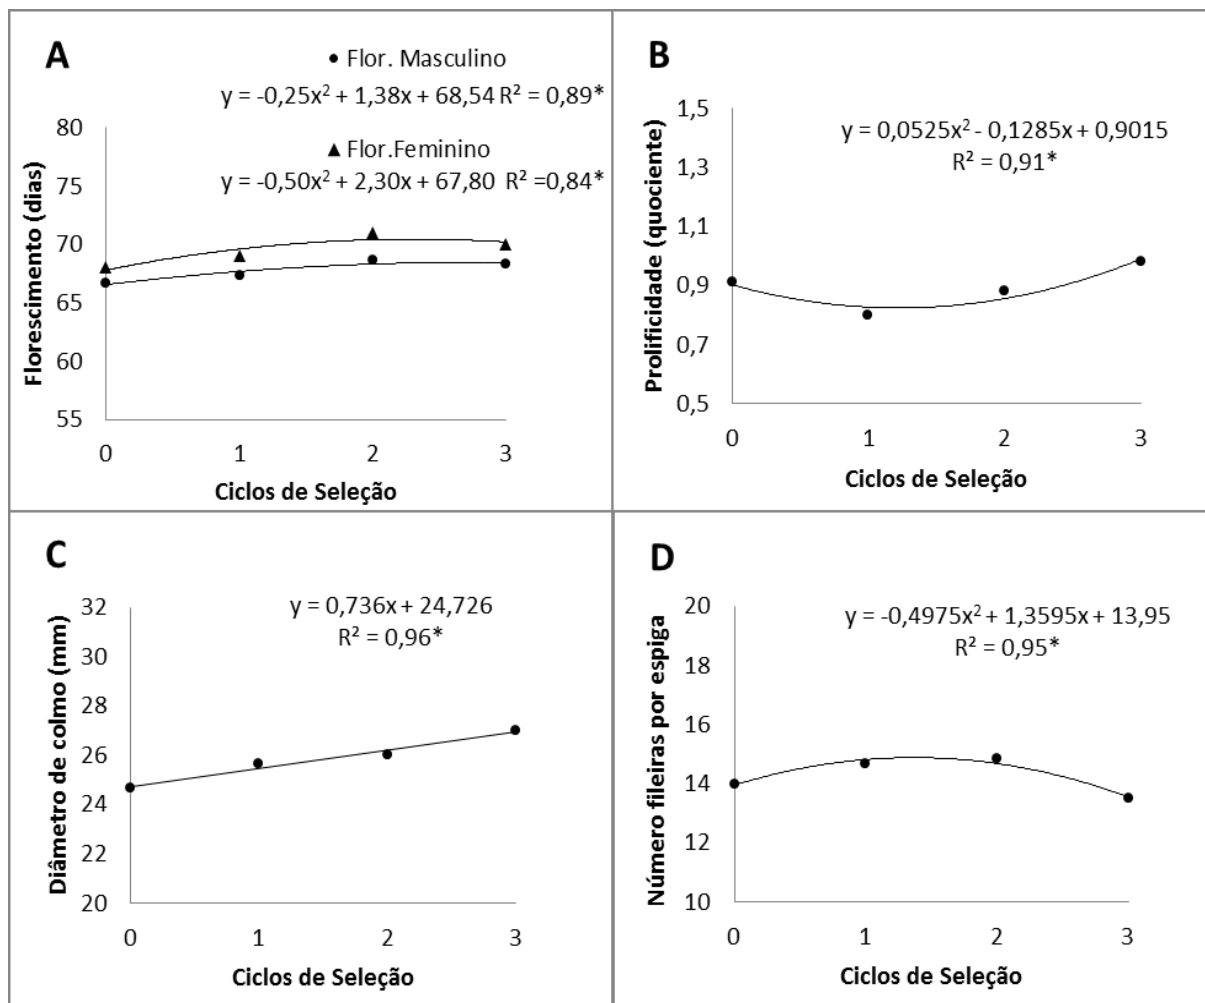 A
Flor. Masculino
y = -0,25x² + 1,38x + 68,54 R² = 0,89*
Flor.Feminino
y = -0,50x² + 2,30x + 67,80 R² =0,84*
Florescimento (dias)
80
75
70
65
60
55
0 1 2 3
Ciclos de Seleção
B
y = 0,0525x² - 0,1285x + 0,9015
R² = 0,91*
Prolificidade (quociente)
1,5
1,3
1,1
0,9
0,7
0,5
0 1 2 3
Ciclos de Seleção
C
y = 0,736x + 24,726
R² = 0,96*
Diâmetro de colmo (mm)
32
30
28
26
24
22
20
0 1 2 3
Ciclos de Seleção
D
y = -0,4975x² + 1,3595x + 13,95
R² = 0,95*
Número fileiras por espiga
20
18
16
14
12
10
0 1 2 3
Ciclos de Seleção